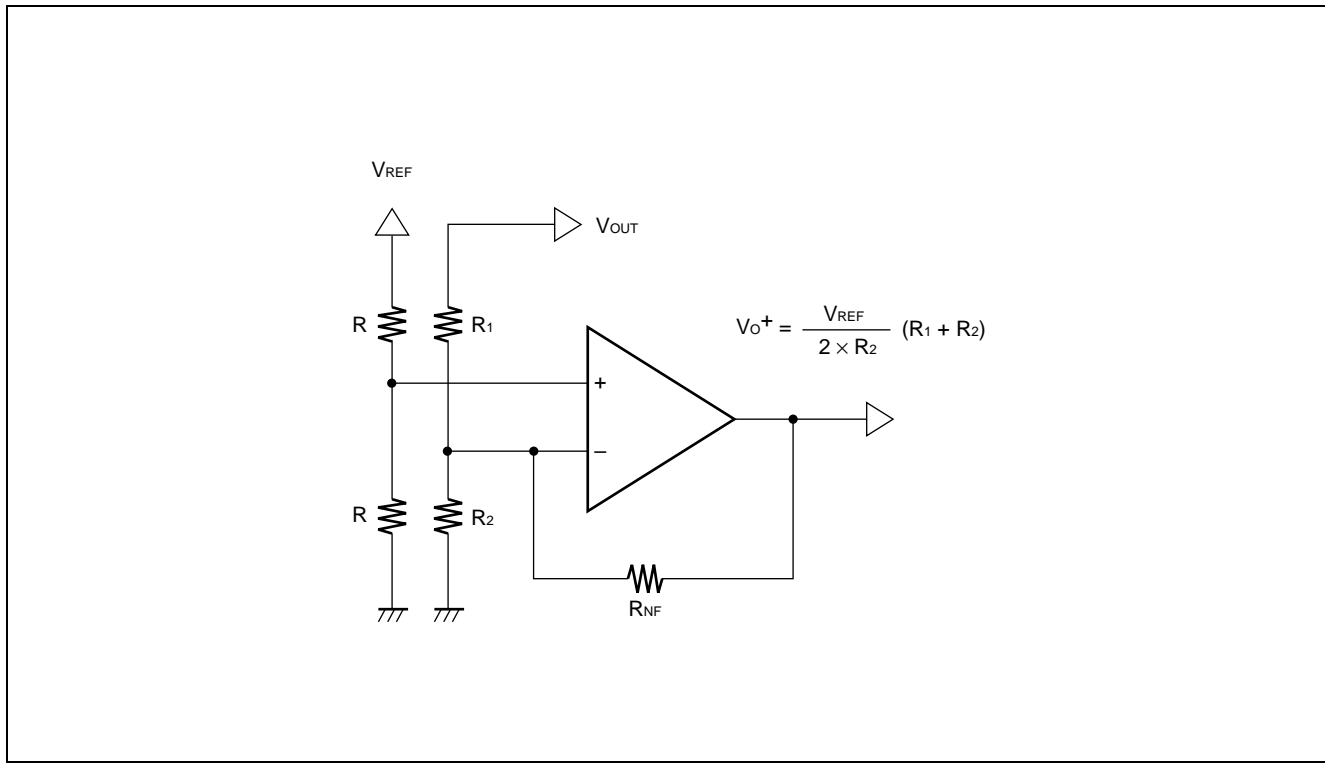 VREF
VOUT
R
R1
VO+ = VREF / 2 × R2 (R1 + R2)
+
−
R
R2
RNF